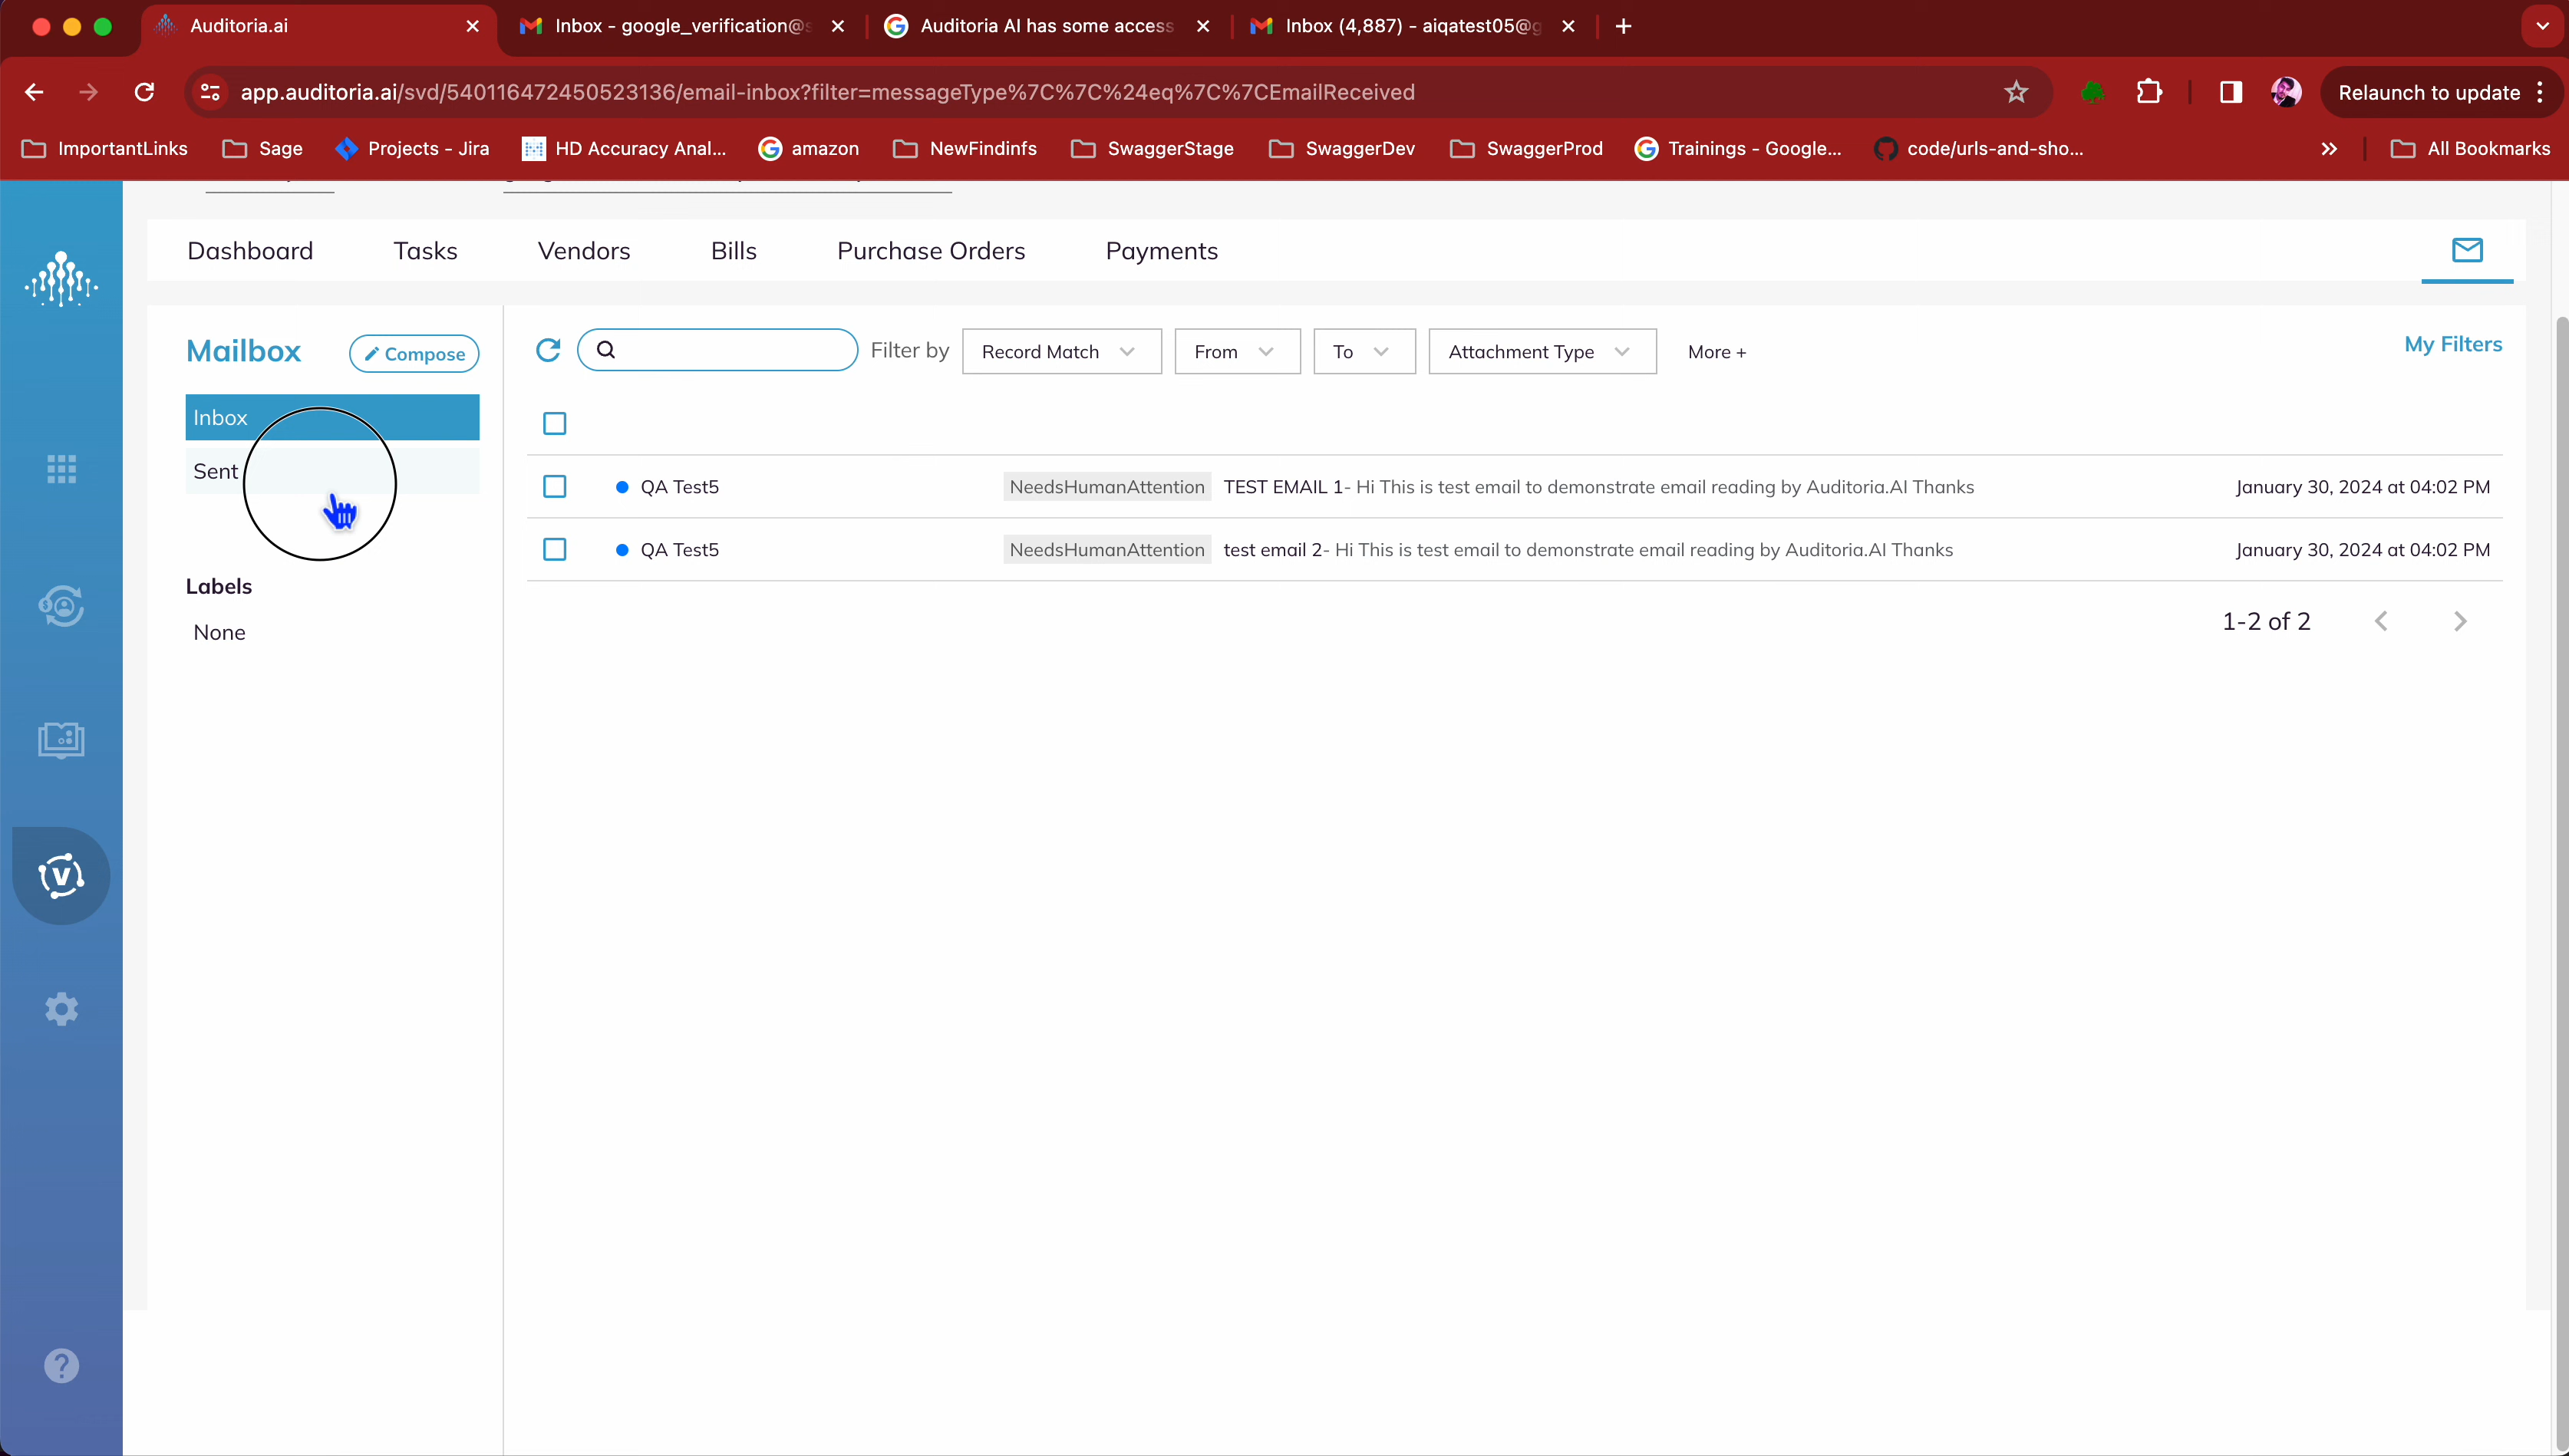 Auditoria.ai
Inbox - google_verification@
Auditoria AI has some access
Inbox (4,887) - aiqatest05@g
app.auditoria.ai/svd/540116472450523136/email-inbox?filter=messageType%7C%7C%24eq%7C%7CEmailReceived
Relaunch to update
ImportantLinks
Sage
Projects - Jira
HD Accuracy Anal...
amazon
NewFindinfs
SwaggerStage
SwaggerDev
SwaggerProd
Trainings - Google...
code/urls-and-sho...
All Bookmarks
Dashboard
Tasks
Vendors
Bills
Purchase Orders
Payments
Mailbox
Compose
Filter by
Record Match
From
To
Attachment Type
More +
My Filters
Inbox
Sent
Labels
None
QA Test5 NeedsHumanAttention TEST EMAIL 1- Hi This is test email to demonstrate email reading by Auditoria.AI Thanks January 30, 2024 at 04:02 PM
QA Test5 NeedsHumanAttention test email 2- Hi This is test email to demonstrate email reading by Auditoria.AI Thanks January 30, 2024 at 04:02 PM
1-2 of 2